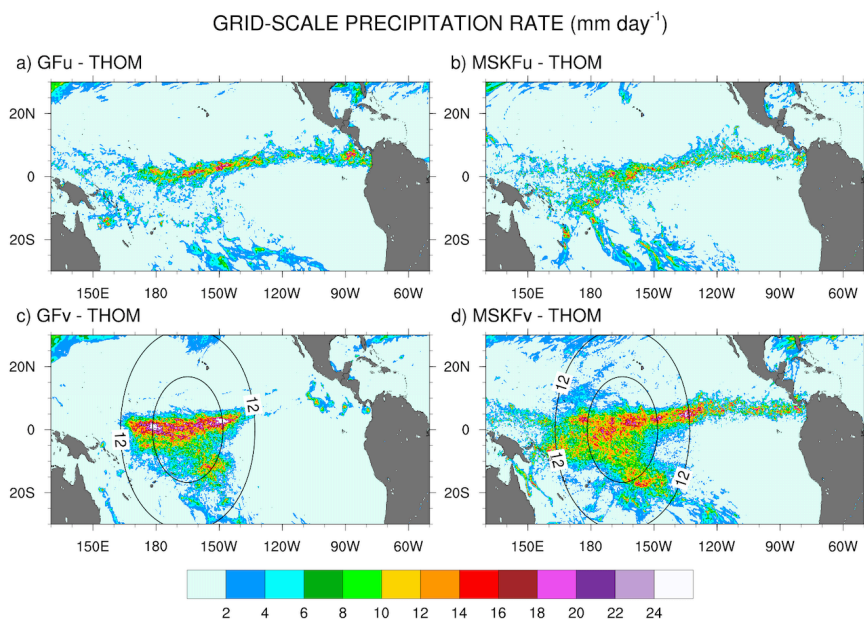 GRID-SCALE PRECIPITATION RATE (mm day⁻¹)
a) GFu - THOM
b) MSKFu - THOM
20N
0
20S
20N
0
20S
150E 180 150W 120W 90W 60W
150E 180 150W 120W 90W 60W
c) GFv - THOM
d) MSKFv - THOM
20N
0
20S
12
12
20N
0
20S
12
12
12
12
150E 180 150W 120W 90W 60W
150E 180 150W 120W 90W 60W
2 4 6 8 10 12 14 16 18 20 22 24